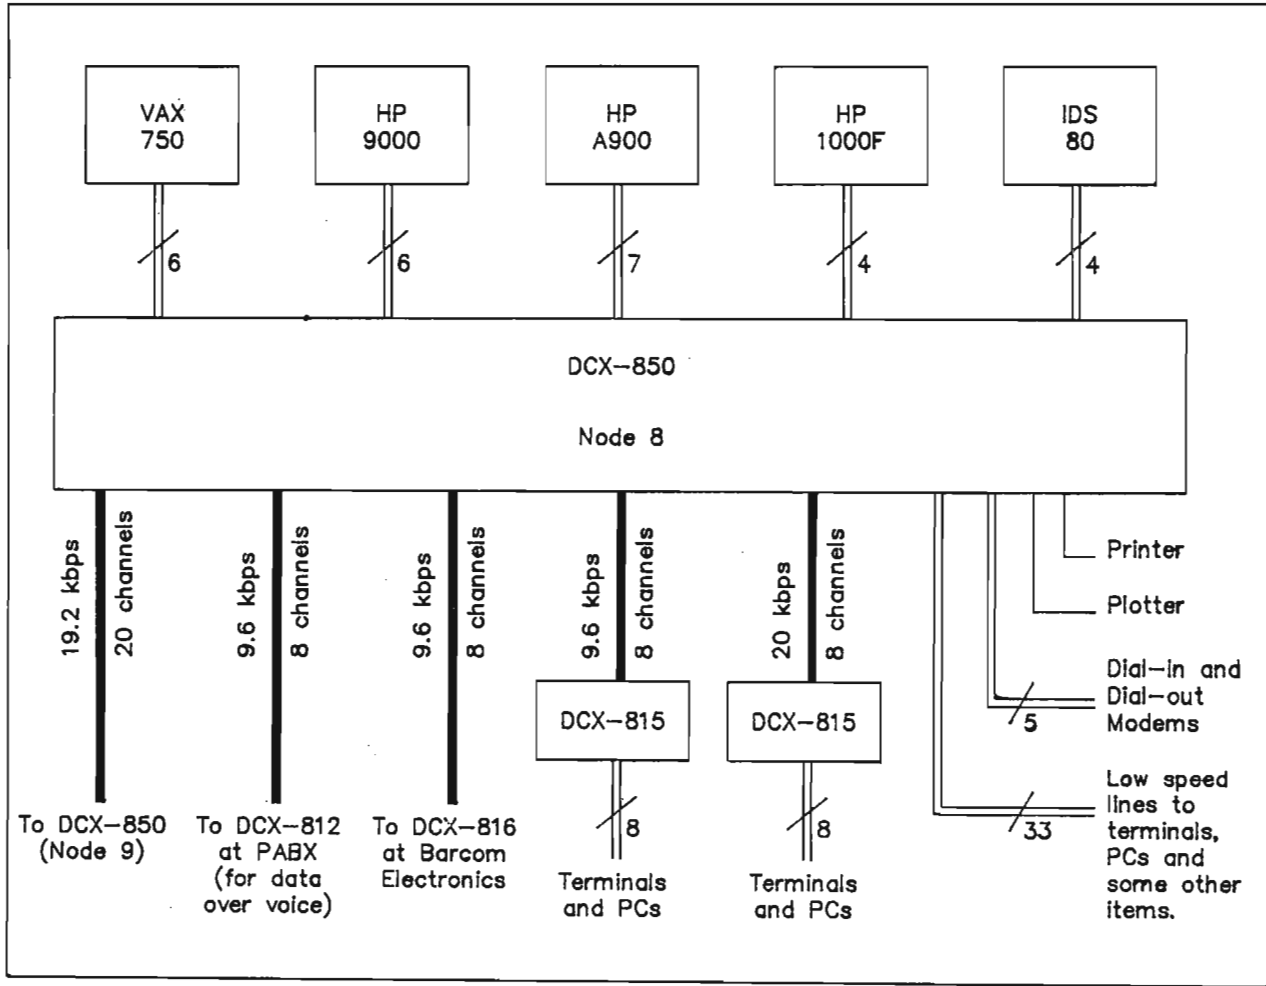 VAX
750
HP
9000
HP
A900
HP
1000F
IDS
80
6
6
7
4
4
DCX-850
Node 8
19.2 kbps
20 channels
9.6 kbps
8 channels
9.6 kbps
8 channels
9.6 kbps
8 channels
20 kbps
8 channels
Printer
Plotter
Dial-in and
Dial-out
Modems
5
DCX-815
DCX-815
Low speed
lines to
terminals,
PCs and
some other
items.
33
8
8
To DCX-850
(Node 9)
To DCX-812
at PABX
(for data
over voice)
To DCX-816
at Barcom
Electronics
Terminals
and PCs
Terminals
and PCs